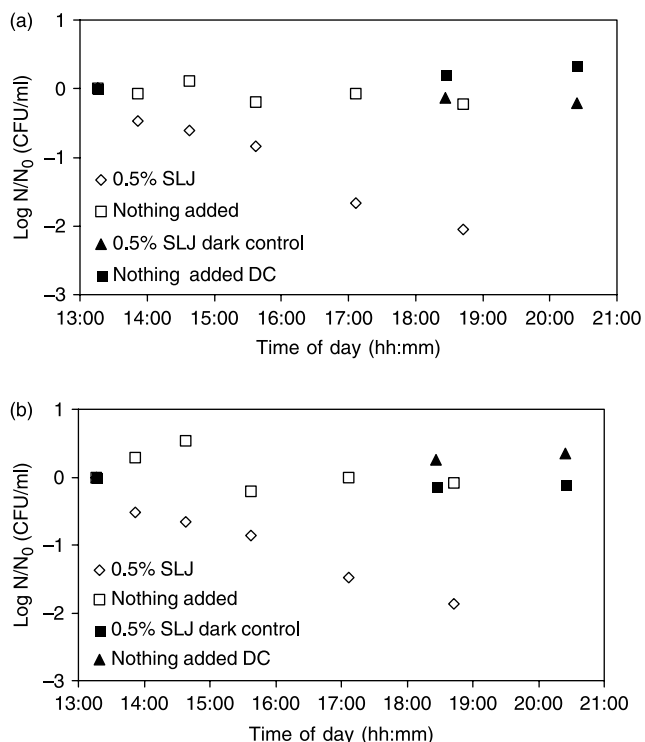 (a)
1
0
–1
–2
–3
Log N/N0 (CFU/ml)
0.5% SLJ
Nothing added
0.5% SLJ dark control
Nothing added DC
13:00 14:00 15:00 16:00 17:00 18:00 19:00 20:00 21:00
Time of day (hh:mm)
(b)
1
0
–1
–2
–3
Log N/N0 (CFU/ml)
0.5% SLJ
Nothing added
0.5% SLJ dark control
Nothing added DC
13:00 14:00 15:00 16:00 17:00 18:00 19:00 20:00 21:00
Time of day (hh:mm)